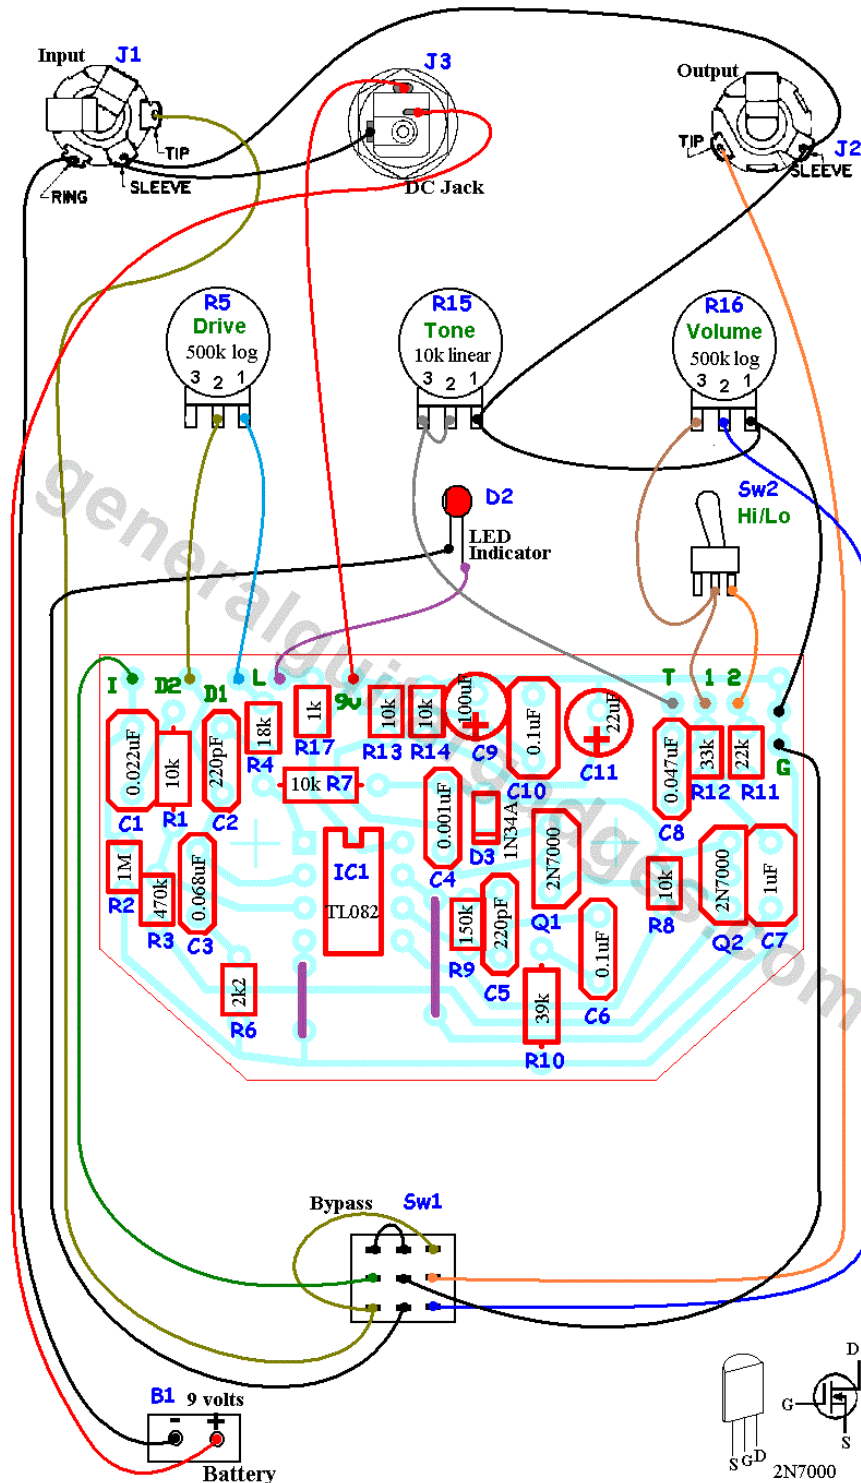 Input J1
TIP
RING
SLEEVE
J3
DC Jack
Output
TIP
J2
SLEEVE
R5
Drive
500k log
3 2 1
R15
Tone
10k linear
3 2 1
R16
Volume
500k log
3 2 1
D2
LED
Indicator
Sw2
Hi/Lo
generalguitargadgets.com
I D2 D1 L 9v T 1 2
G
0.022uF
C1
10k
R1
220pF
C2
18k
R4
1k
R17
10k
R13
10k
R14
100uF
C9
0.1uF
C10
22uF
C11
0.047uF
C8
33k
R12
22k
R11
10k R7
1M
R2
470k
R3
0.068uF
C3
IC1
TL082
0.001uF
C4
1N34A
D3
2N7000
Q1
10k
R8
2N7000
Q2
1uF
C7
150k
R9
220pF
C5
0.1uF
C6
2k2
R6
39k
R10
Bypass Sw1
B1 9 volts
- +
Battery
S G D
D
G
S
2N7000